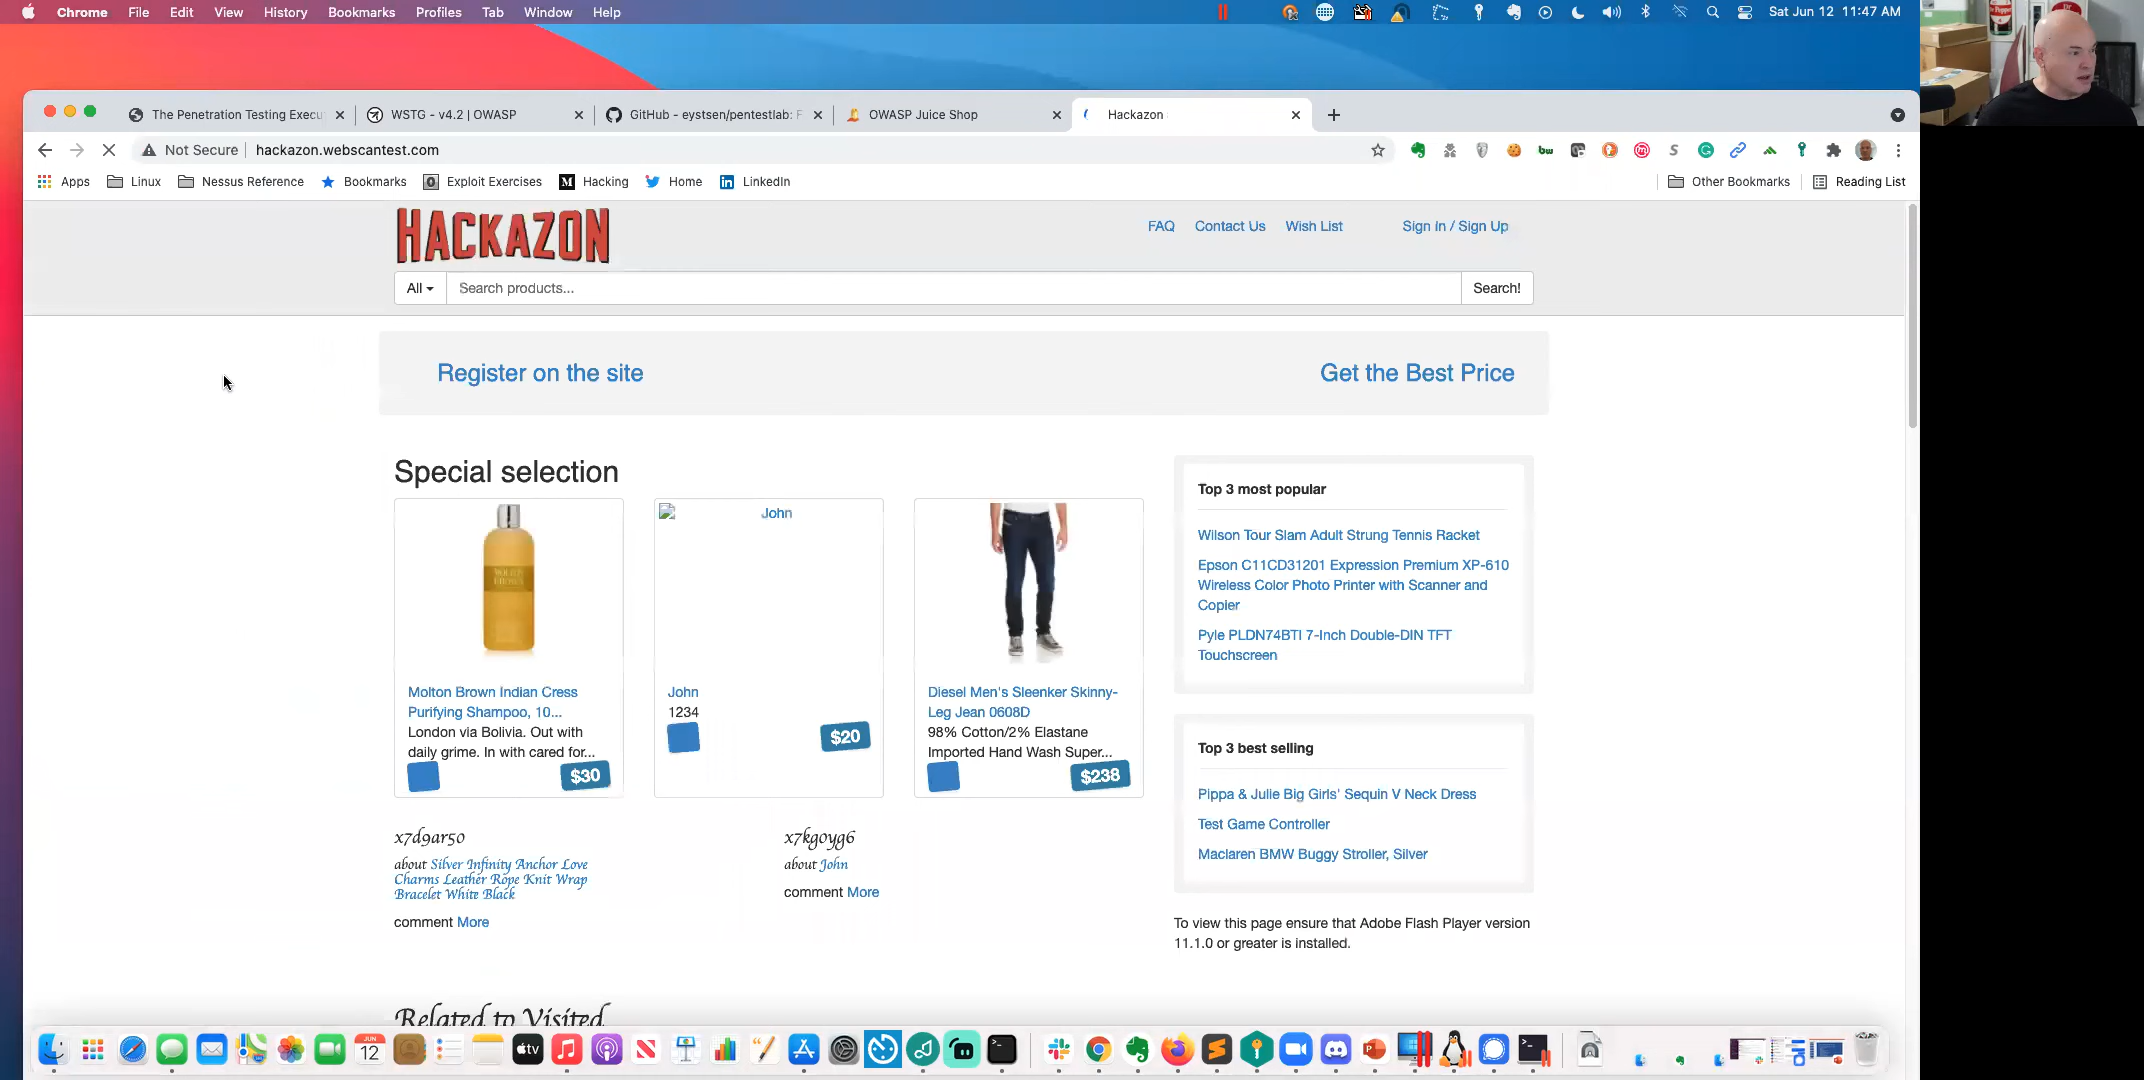 Chrome File Edit View History Bookmarks Profiles Tab Window Help
Sat Jun 12 11:47 AM
The Penetration Testing Execu
WSTG - v4.2 | OWASP
GitHub - eystsen/pentestlab: F
OWASP Juice Shop
Hackazon
Not Secure hackazon.webscantest.com
Apps Linux Nessus Reference Bookmarks Exploit Exercises Hacking Home LinkedIn Other Bookmarks Reading List
HACKAZON
FAQ Contact Us Wish List Sign In / Sign Up
All Search products... Search!
Register on the site
Get the Best Price
Special selection
Molton Brown Indian Cress
Purifying Shampoo, 10...
London via Bolivia. Out with
daily grime. In with cared for...
$30
John
John
1234
$20
Diesel Men's Sleenker Skinny-
Leg Jean 0608D
98% Cotton/2% Elastane
Imported Hand Wash Super...
$238
Top 3 most popular
Wilson Tour Slam Adult Strung Tennis Racket
Epson C11CD31201 Expression Premium XP-610
Wireless Color Photo Printer with Scanner and
Copier
Pyle PLDN74BTI 7-Inch Double-DIN TFT
Touchscreen
Top 3 best selling
Pippa & Julie Big Girls' Sequin V Neck Dress
Test Game Controller
Maclaren BMW Buggy Stroller, Silver
x7d9ar50
about Silver Infinity Anchor Love
Charms Leather Rope Knit Wrap
Bracelet White Black
comment More
x7kg0yg6
about John
comment More
To view this page ensure that Adobe Flash Player version
11.1.0 or greater is installed.
Related to Visited
JUN
12
tv